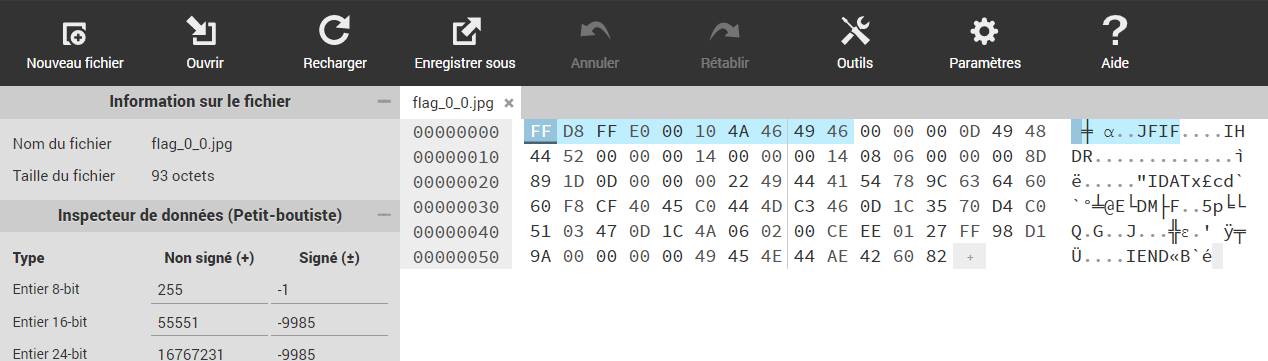 Nouveau fichier Ouvrir Recharger Enregistrer sous Annuler Rétablir Outils Paramètres Aide
Information sur le fichier
Nom du fichier flag_0_0.jpg
Taille du fichier 93 octets
Inspecteur de données (Petit-boutiste)
Type Non signé (+) Signé (±)
Entier 8-bit 255 -1
Entier 16-bit 55551 -9985
Entier 24-bit 16767231 -9985
flag_0_0.jpg ×
00000000 FF D8 FF E0 00 10 4A 46 49 46 00 00 00 0D 49 48 ╪ α..JFIF....IH
00000010 44 52 00 00 00 14 00 00 00 14 08 06 00 00 00 8D DR.............ì
00000020 89 1D 0D 00 00 00 22 49 44 41 54 78 9C 63 64 60 ë....."IDATx£cd`
00000030 60 F8 CF 40 45 C0 44 4D C3 46 0D 1C 35 70 D4 C0 `°╧@E└DM├F..5p╘└
00000040 51 03 47 0D 1C 4A 06 02 00 CE EE 01 27 FF 98 D1 Q.G..J...╬ε.' ÿ╤
00000050 9A 00 00 00 00 49 45 4E 44 AE 42 60 82 + Ü....IEND«B`é